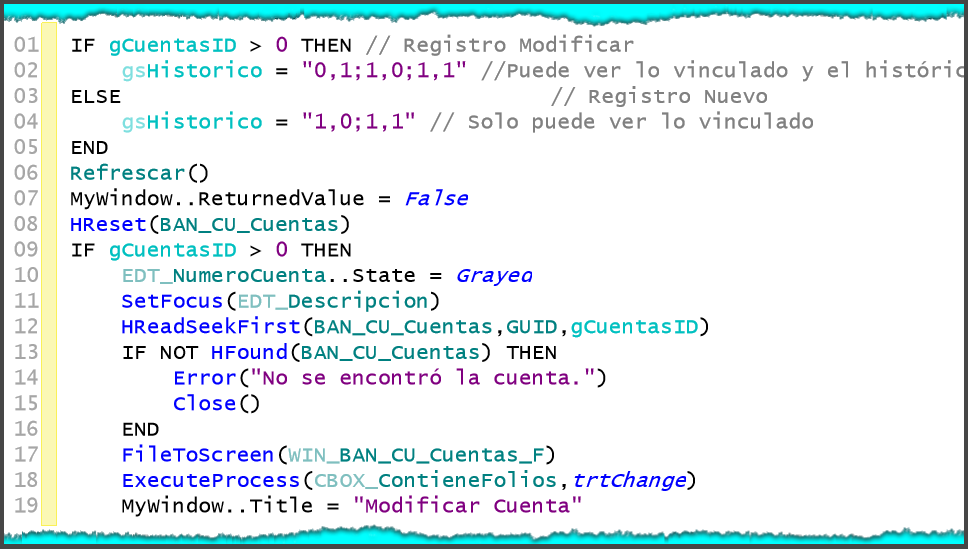 01 IF gCuentasID > 0 THEN // Registro Modificar
02 gsHistorico = "0,1;1,0;1,1" //Puede ver lo vinculado y el históric
03 ELSE // Registro Nuevo
04 gsHistorico = "1,0;1,1" // Solo puede ver lo vinculado
05 END
06 Refrescar()
07 MyWindow..ReturnedValue = False
08 HReset(BAN_CU_Cuentas)
09 IF gCuentasID > 0 THEN
10 EDT_NumeroCuenta..State = Grayed
11 SetFocus(EDT_Descripcion)
12 HReadSeekFirst(BAN_CU_Cuentas,GUID,gCuentasID)
13 IF NOT HFound(BAN_CU_Cuentas) THEN
14 Error("No se encontró la cuenta.")
15 Close()
16 END
17 FileToScreen(WIN_BAN_CU_Cuentas_F)
18 ExecuteProcess(CBOX_ContieneFolios,trtChange)
19 MyWindow..Title = "Modificar Cuenta"